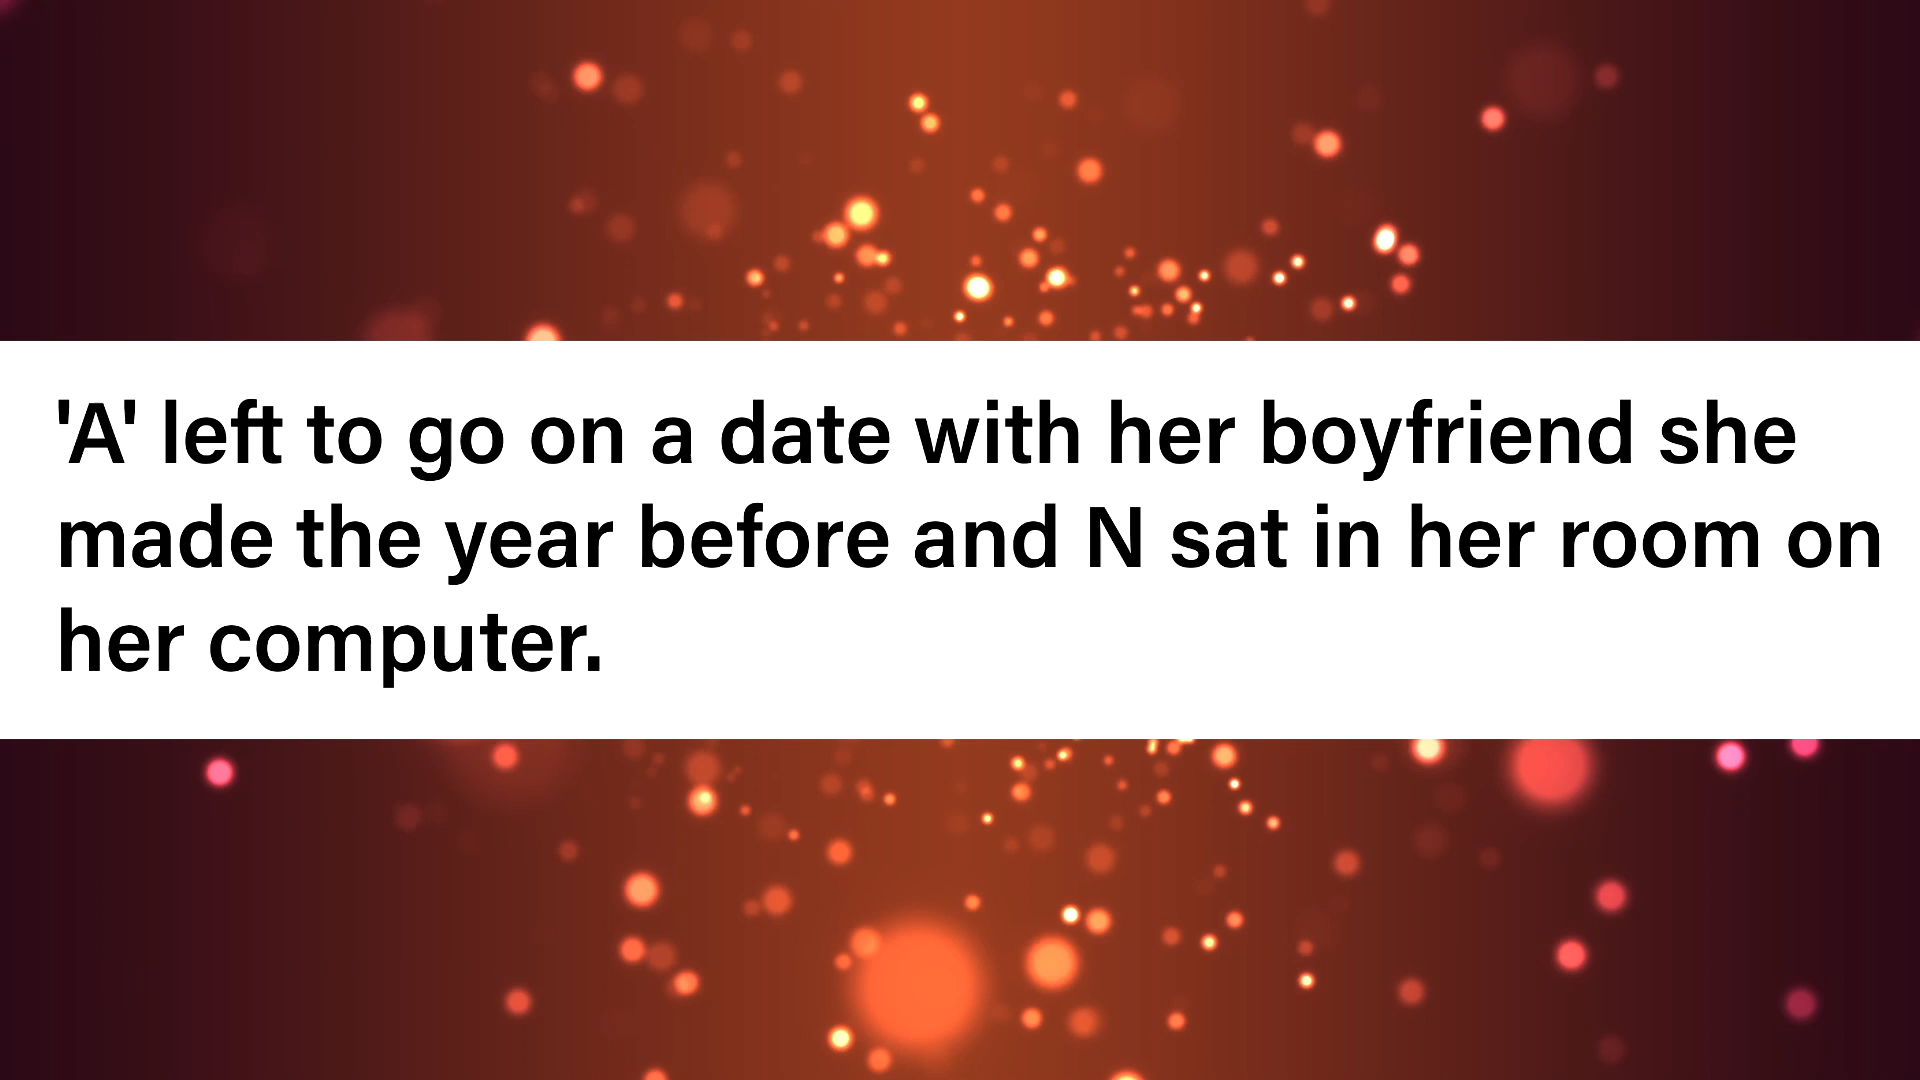 'A' left to go on a date with her boyfriend she
made the year before and N sat in her room on
her computer.